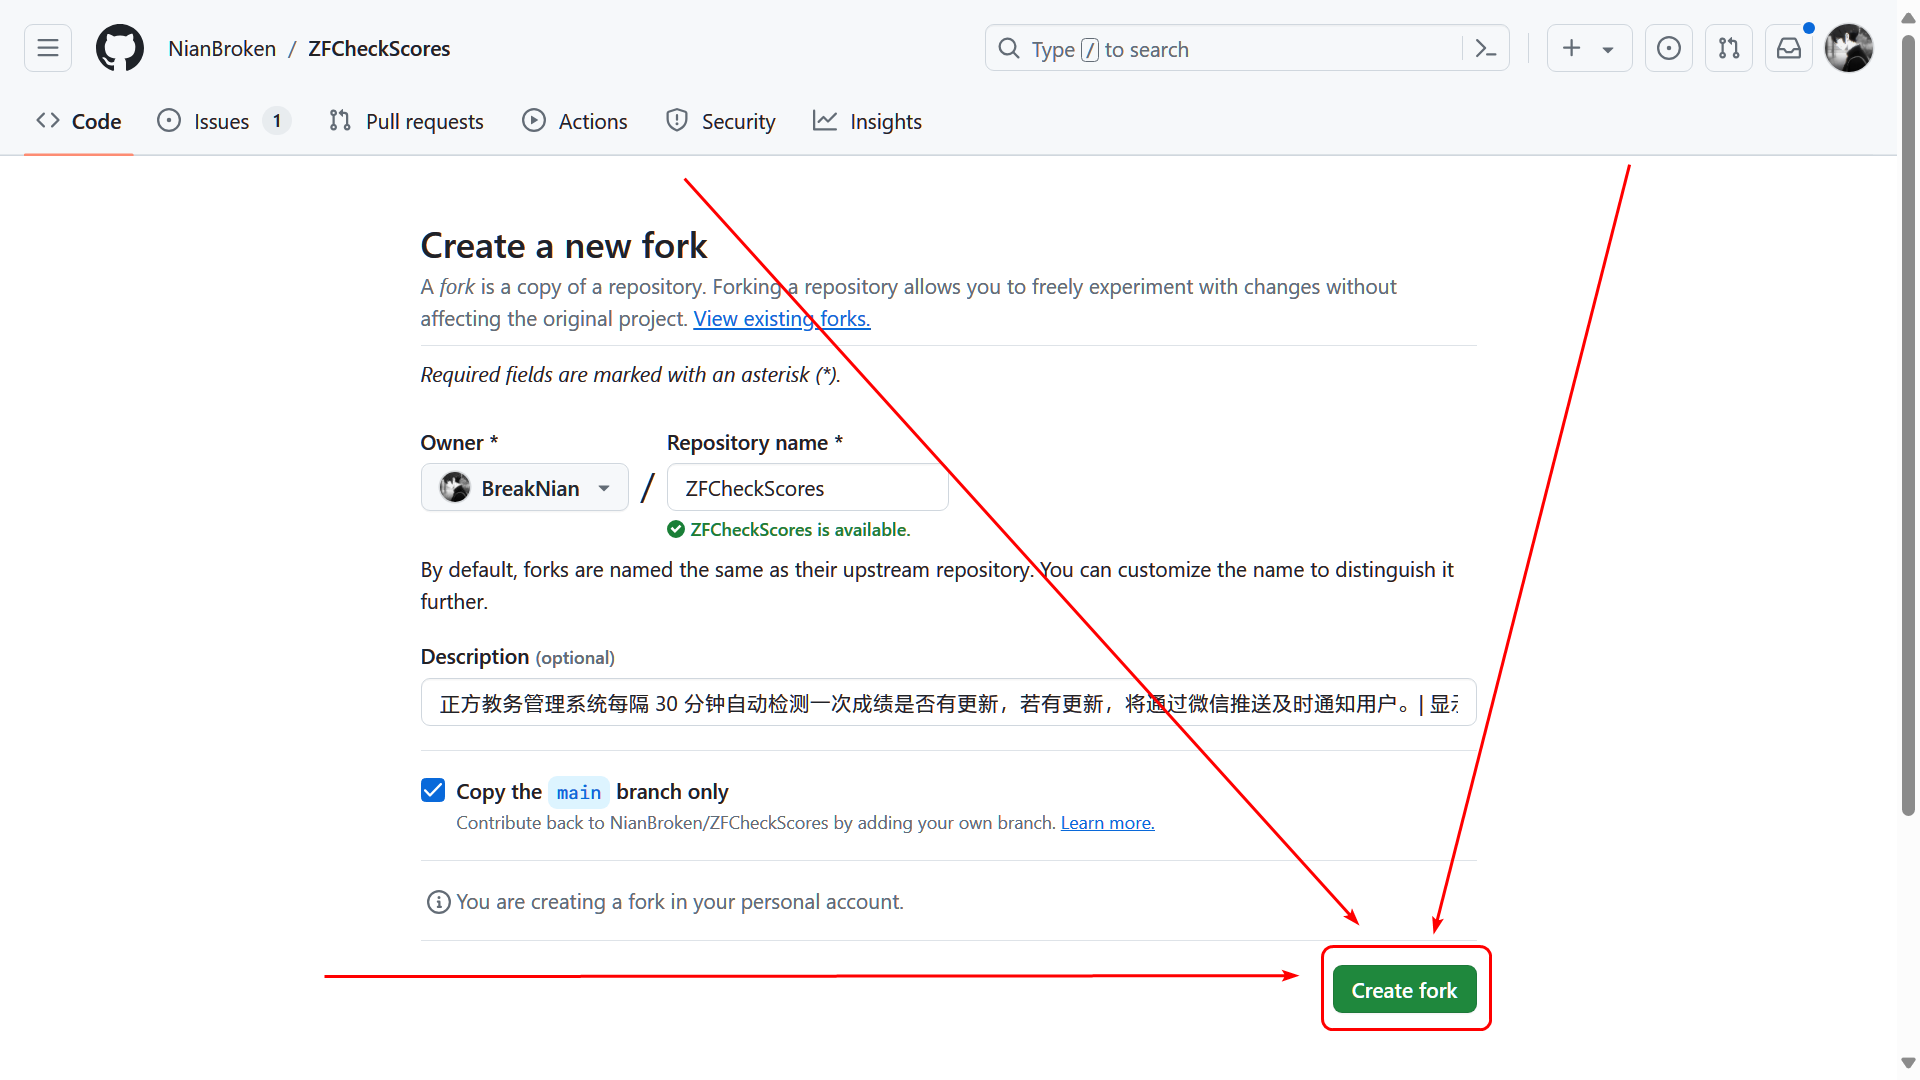 NianBroken / ZFCheckScores
Type / to search
Code
Issues 1
Pull requests
Actions
Security
Insights
Create a new fork
A fork is a copy of a repository. Forking a repository allows you to freely experiment with changes without
affecting the original project. View existing forks.
Required fields are marked with an asterisk (*).
Owner *
Repository name *
BreakNian
/
ZFCheckScores
ZFCheckScores is available.
By default, forks are named the same as their upstream repository. You can customize the name to distinguish it
further.
Description (optional)
正方教务管理系统每隔 30 分钟自动检测一次成绩是否有更新，若有更新，将通过微信推送及时通知用户。| 显
Copy the main branch only
Contribute back to NianBroken/ZFCheckScores by adding your own branch. Learn more.
You are creating a fork in your personal account.
Create fork